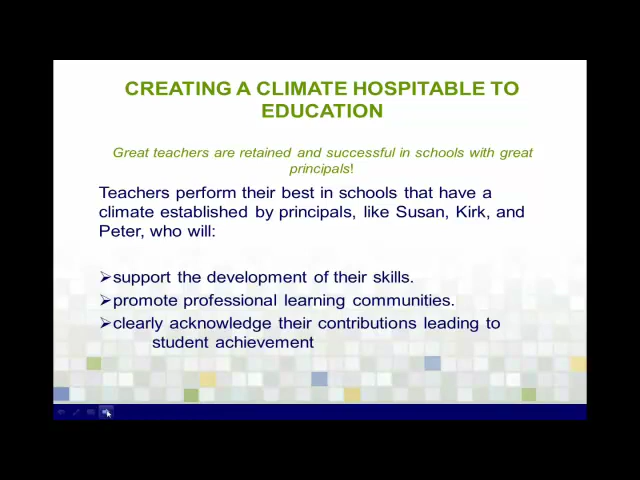 CREATING A CLIMATE HOSPITABLE TO
EDUCATION
Great teachers are retained and successful in schools with great
principals!
Teachers perform their best in schools that have a
climate established by principals, like Susan, Kirk, and
Peter, who will:
➢support the development of their skills.
➢promote professional learning communities.
➢clearly acknowledge their contributions leading to
student achievement